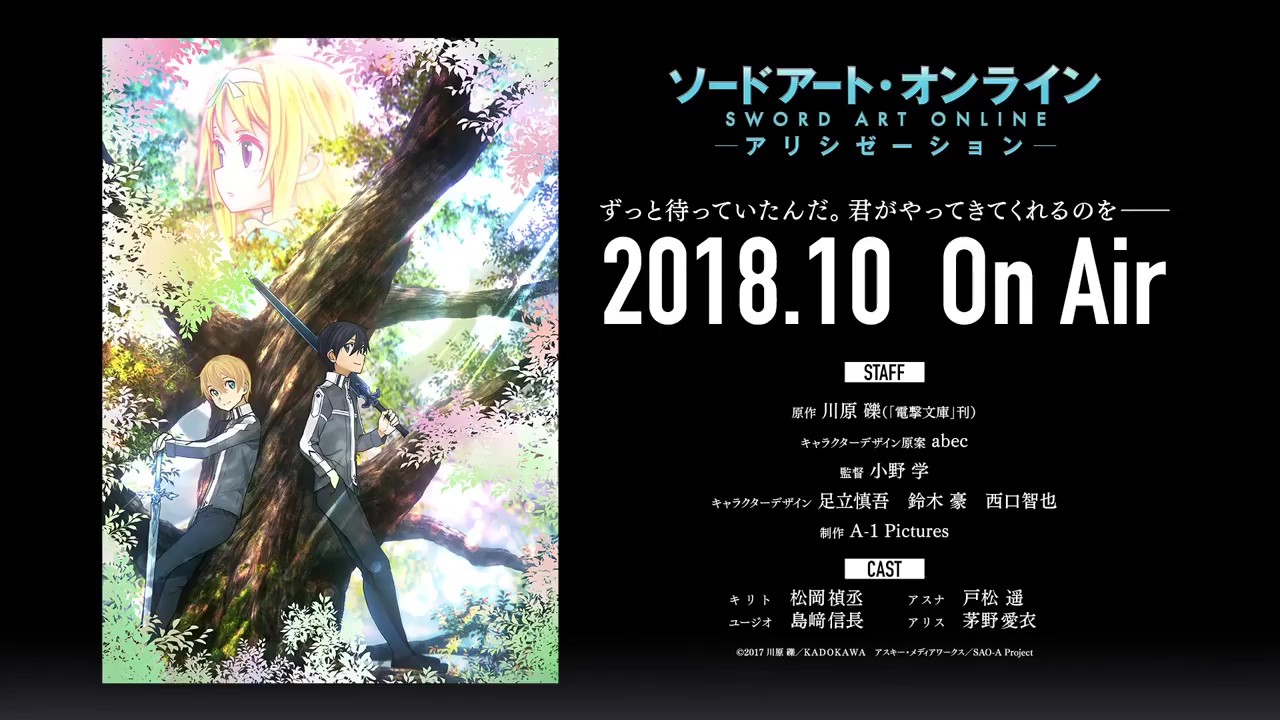 ソードアート・オンライン
SWORD ART ONLINE
―アリシゼーション―
ずっと待っていたんだ。君がやってきてくれるのを――
2018.10 On Air
STAFF
原作 川原 礫(「電撃文庫」刊)
キャラクターデザイン原案 abec
監督 小野 学
キャラクターデザイン 足立慎吾 鈴木 豪 西口智也
制作 A-1 Pictures
CAST
キリト 松岡禎丞 アスナ 戸松 遥
ユージオ 島﨑信長 アリス 茅野愛衣
©2017 川原 礫／KADOKAWA アスキー・メディアワークス／SAO-A Project